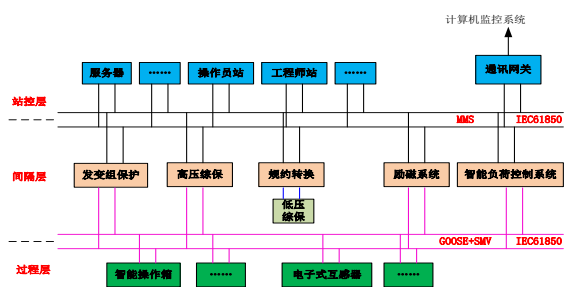 计算机监控系统
服务器
······
操作员站
工程师站
······
通讯网关
站控层
MMS
IEC61850
间隔层
发变组保护
高压综保
规约转换
励磁系统
智能负荷控制系统
低压
综保
GOOSE+SMV
IEC61850
过程层
智能操作箱
······
电子式互感器
······